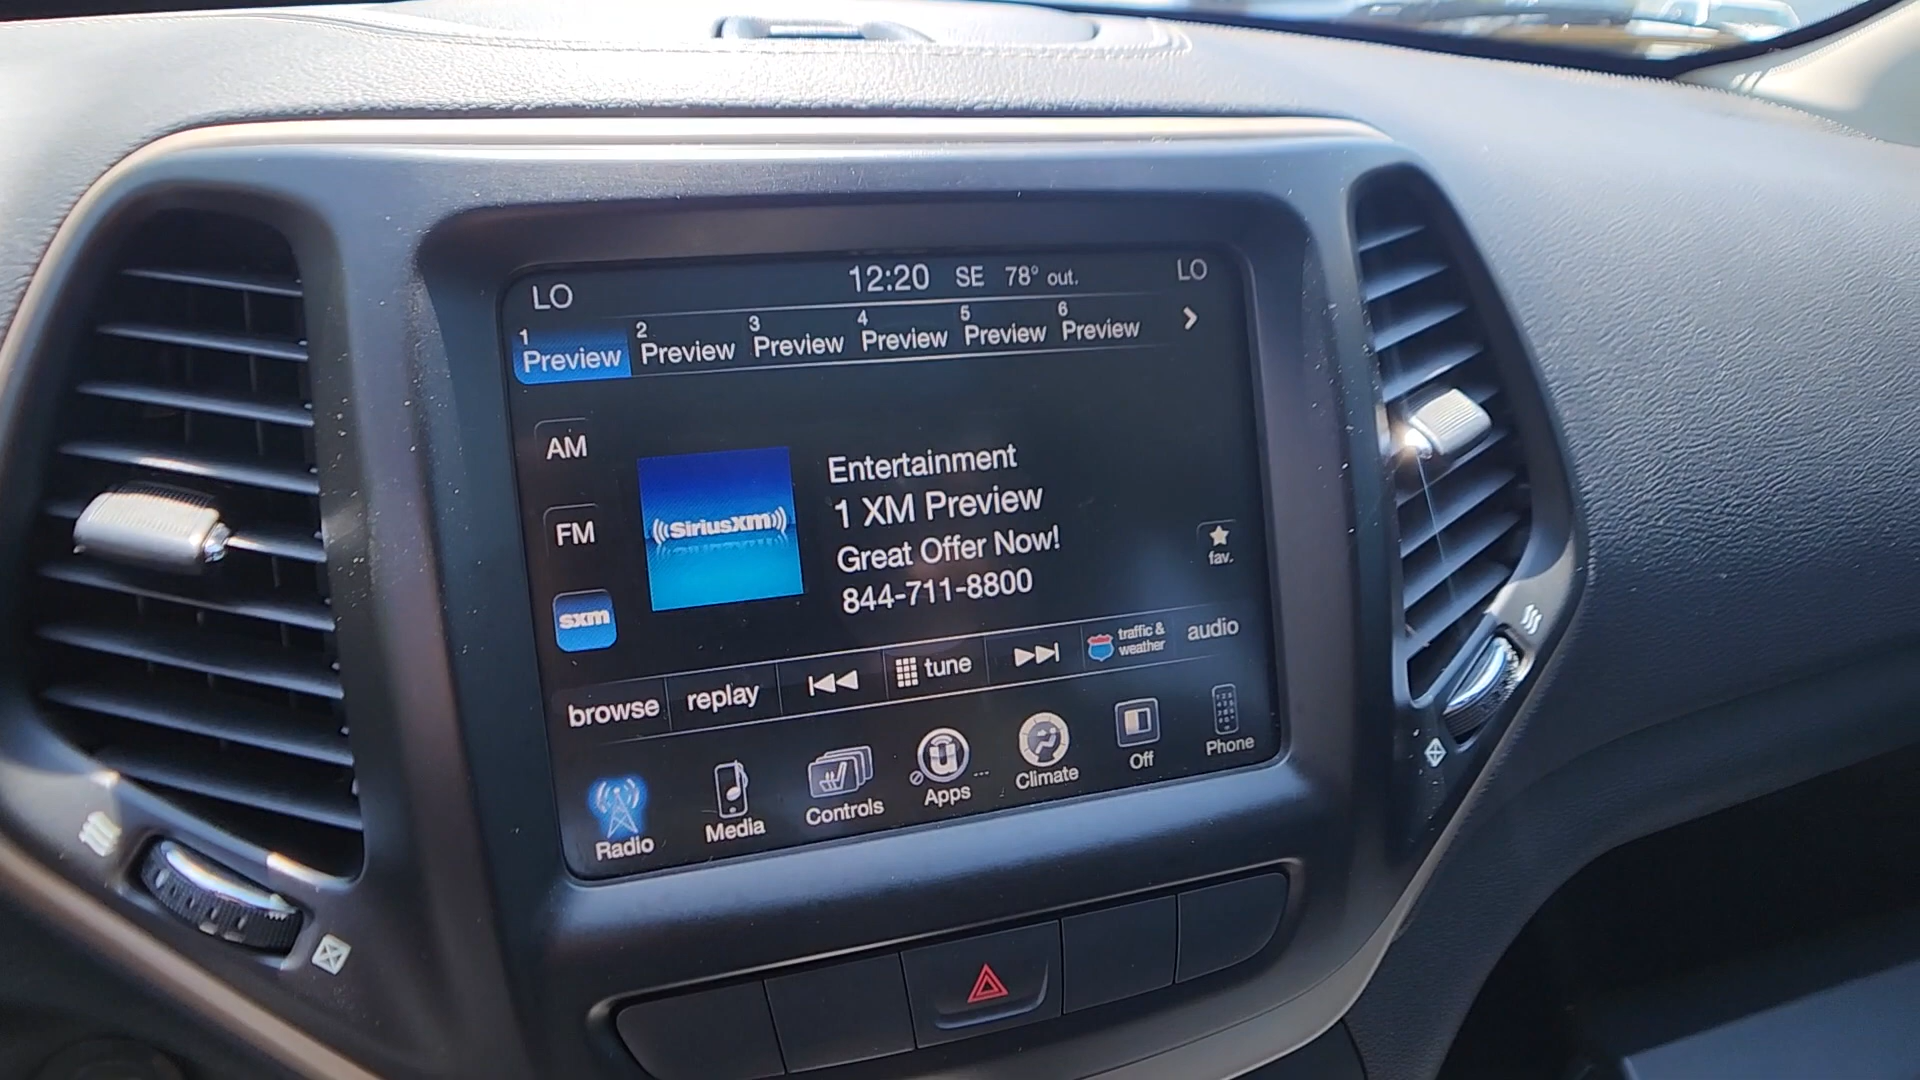 LO 12:20 SE 78° out. LO
1 Preview 2 Preview 3 Preview 4 Preview 5 Preview 6 Preview
AM
FM
sxm
((SiriusXM))
Entertainment
1 XM Preview
Great Offer Now!
844-711-8800
fav.
browse replay tune traffic & weather audio
Radio Media Controls Apps Climate Off Phone